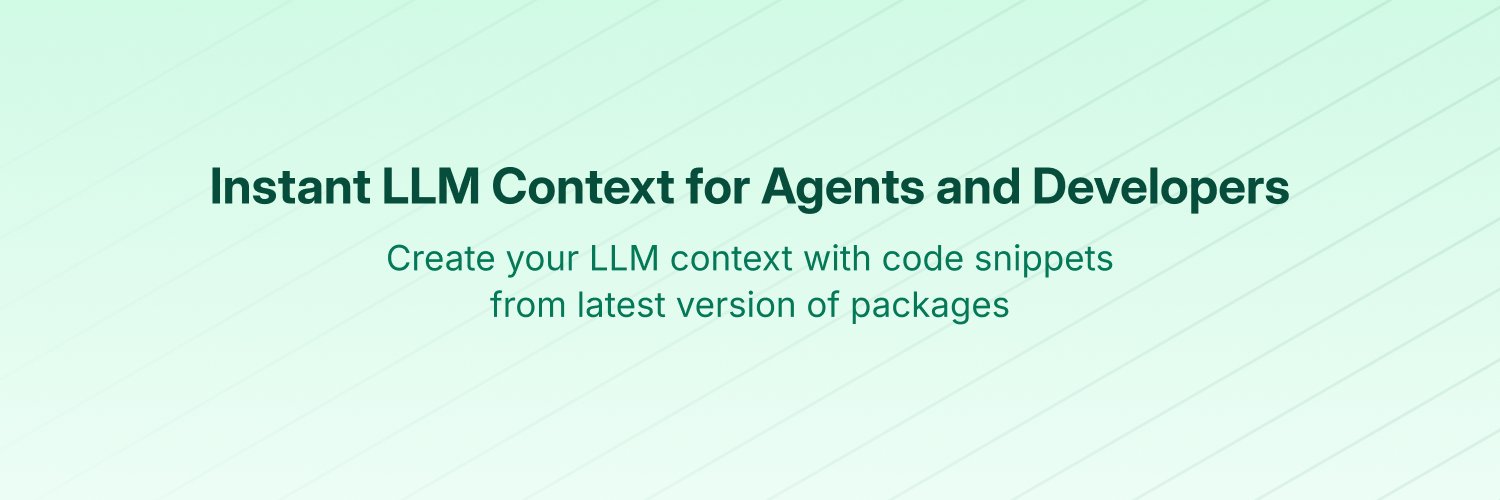 Instant LLM Context for Agents and Developers
Create your LLM context with code snippets
from latest version of packages